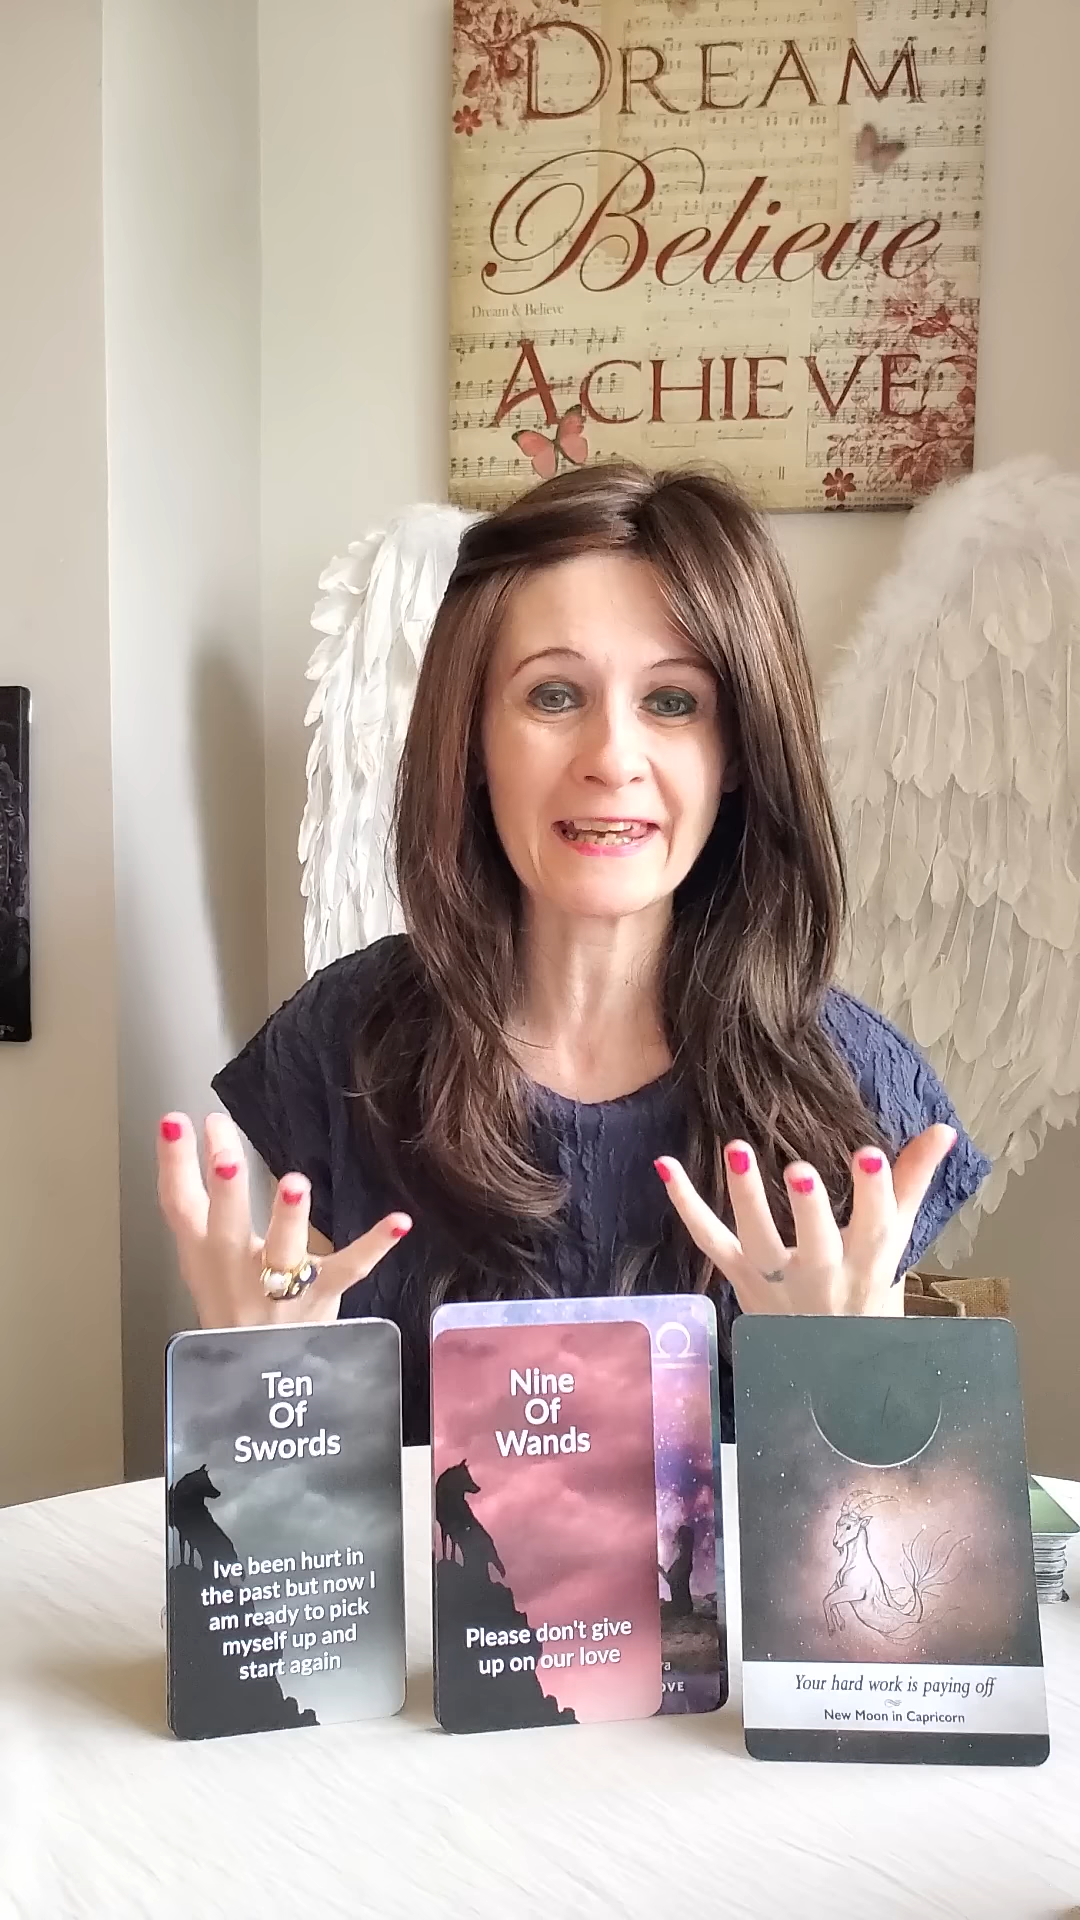 DREAM
Believe
Dream & Believe
ACHIEVE
Ten
Of
Swords
Ive been hurt in
the past but now I
am ready to pick
myself up and
start again
Nine
Of
Wands
Please don't give
up on our love
ra
OVE
Your hard work is paying off
New Moon in Capricorn